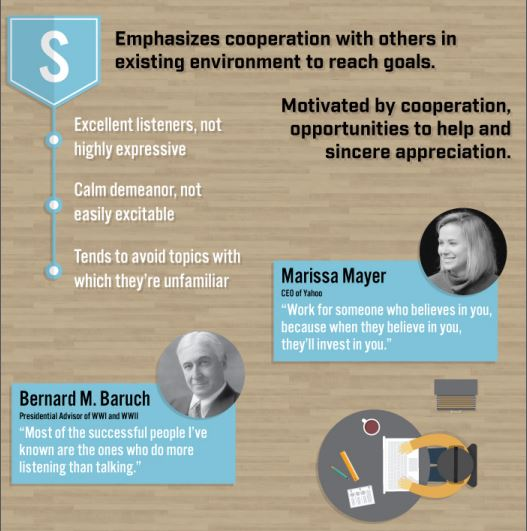 S
Emphasizes cooperation with others in
existing environment to reach goals.
Motivated by cooperation,
opportunities to help and
sincere appreciation.
Excellent listeners, not
highly expressive
Calm demeanor, not
easily excitable
Tends to avoid topics with
which they're unfamiliar
Marissa Mayer
CEO of Yahoo
“Work for someone who believes in you,
because when they believe in you,
they'll invest in you.”
Bernard M. Baruch
Presidential Advisor of WWI and WWII
“Most of the successful people I've
known are the ones who do more
listening than talking.”